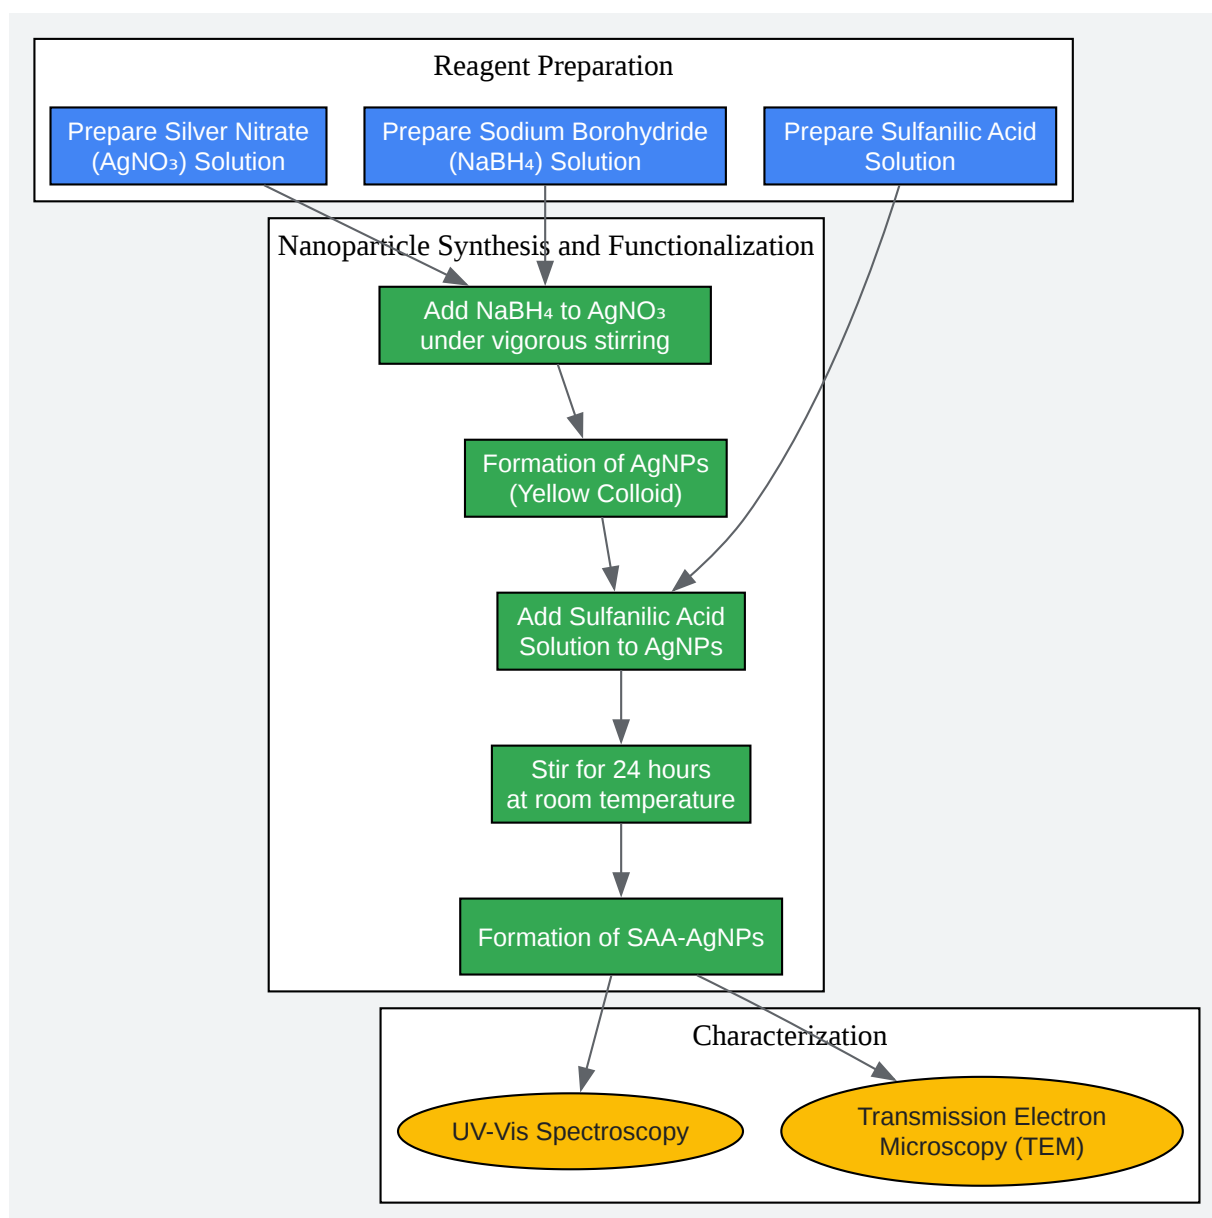 Reagent Preparation
Prepare Silver Nitrate
(AgNO₃) Solution
Prepare Sodium Borohydride
(NaBH₄) Solution
Prepare Sulfanilic Acid
Solution
Nanoparticle Synthesis and Functionalization
Add NaBH₄ to AgNO₃
under vigorous stirring
Formation of AgNPs
(Yellow Colloid)
Add Sulfanilic Acid
Solution to AgNPs
Stir for 24 hours
at room temperature
Formation of SAA-AgNPs
Characterization
UV-Vis Spectroscopy
Transmission Electron
Microscopy (TEM)